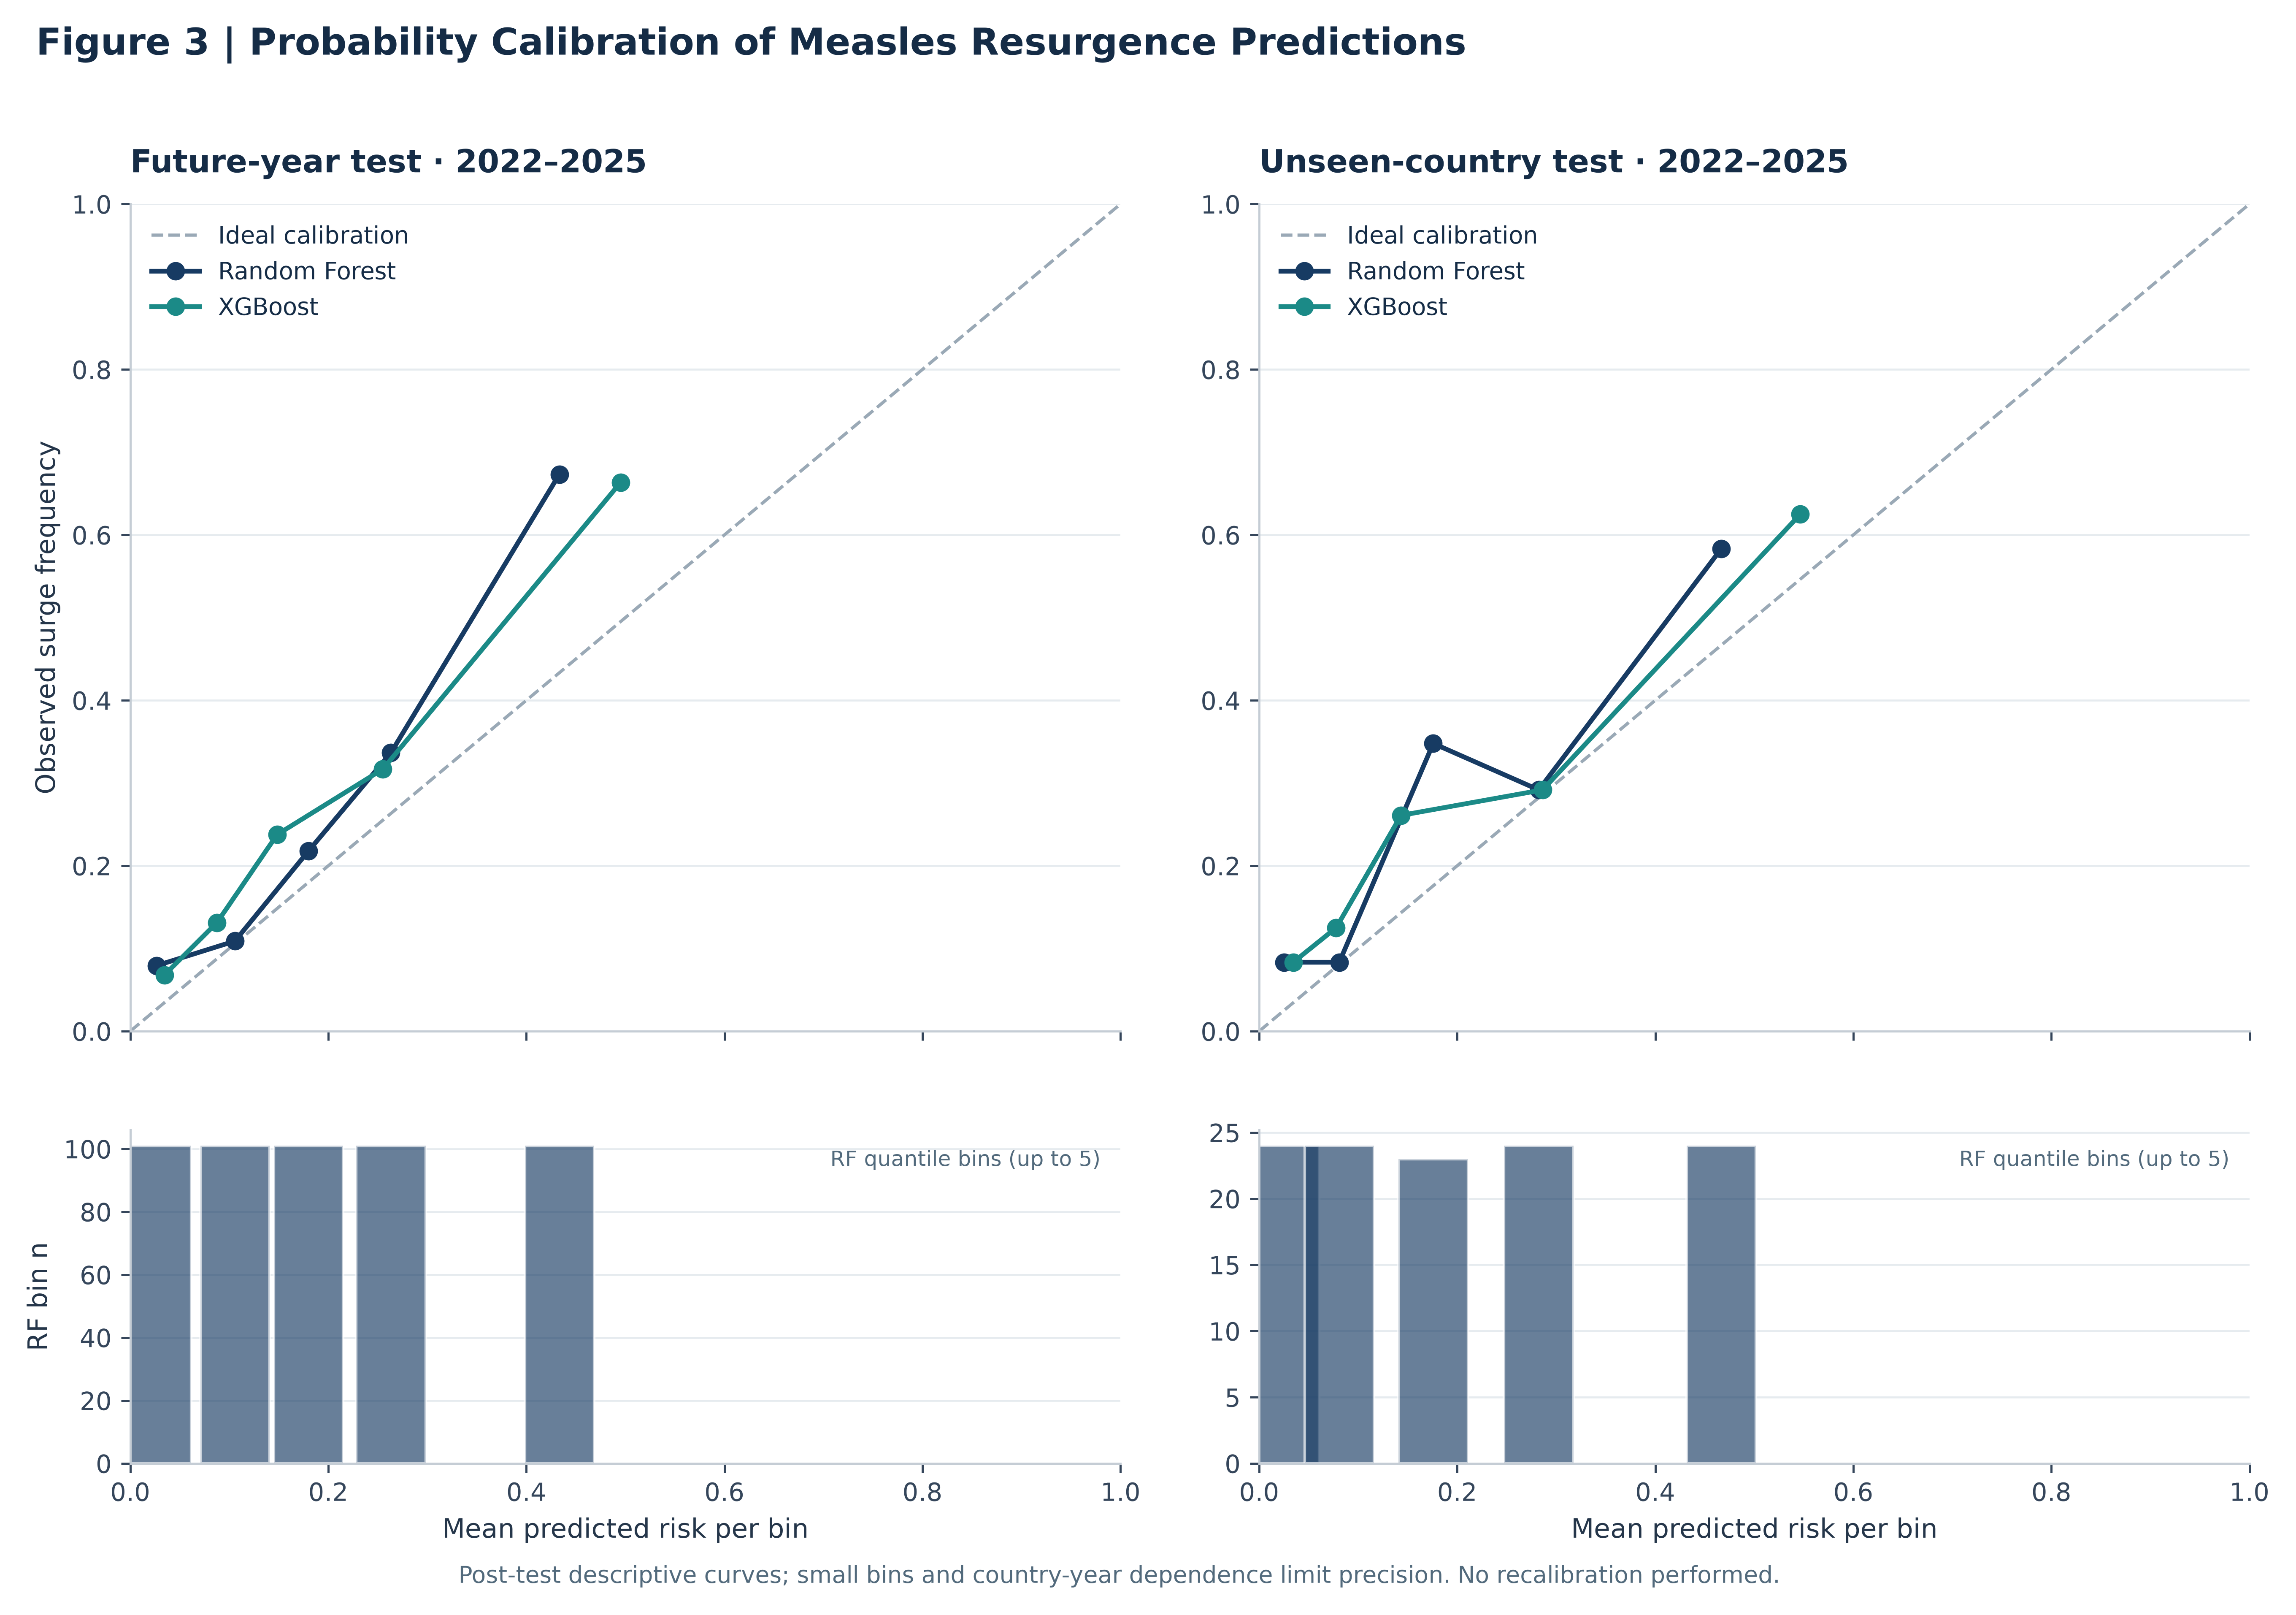 Figure 3 | Probability Calibration of Measles Resurgence Predictions
Future-year test · 2022–2025
Observed surge frequency
1.0
0.8
0.6
0.4
0.2
0.0
Ideal calibration
Random Forest
XGBoost
Unseen-country test · 2022–2025
1.0
0.8
0.6
0.4
0.2
0.0
Ideal calibration
Random Forest
XGBoost
RF bin n
100
80
60
40
20
0
RF quantile bins (up to 5)
0.0 0.2 0.4 0.6 0.8 1.0
Mean predicted risk per bin
25
20
15
10
5
0
RF quantile bins (up to 5)
0.0 0.2 0.4 0.6 0.8 1.0
Mean predicted risk per bin
Post-test descriptive curves; small bins and country-year dependence limit precision. No recalibration performed.